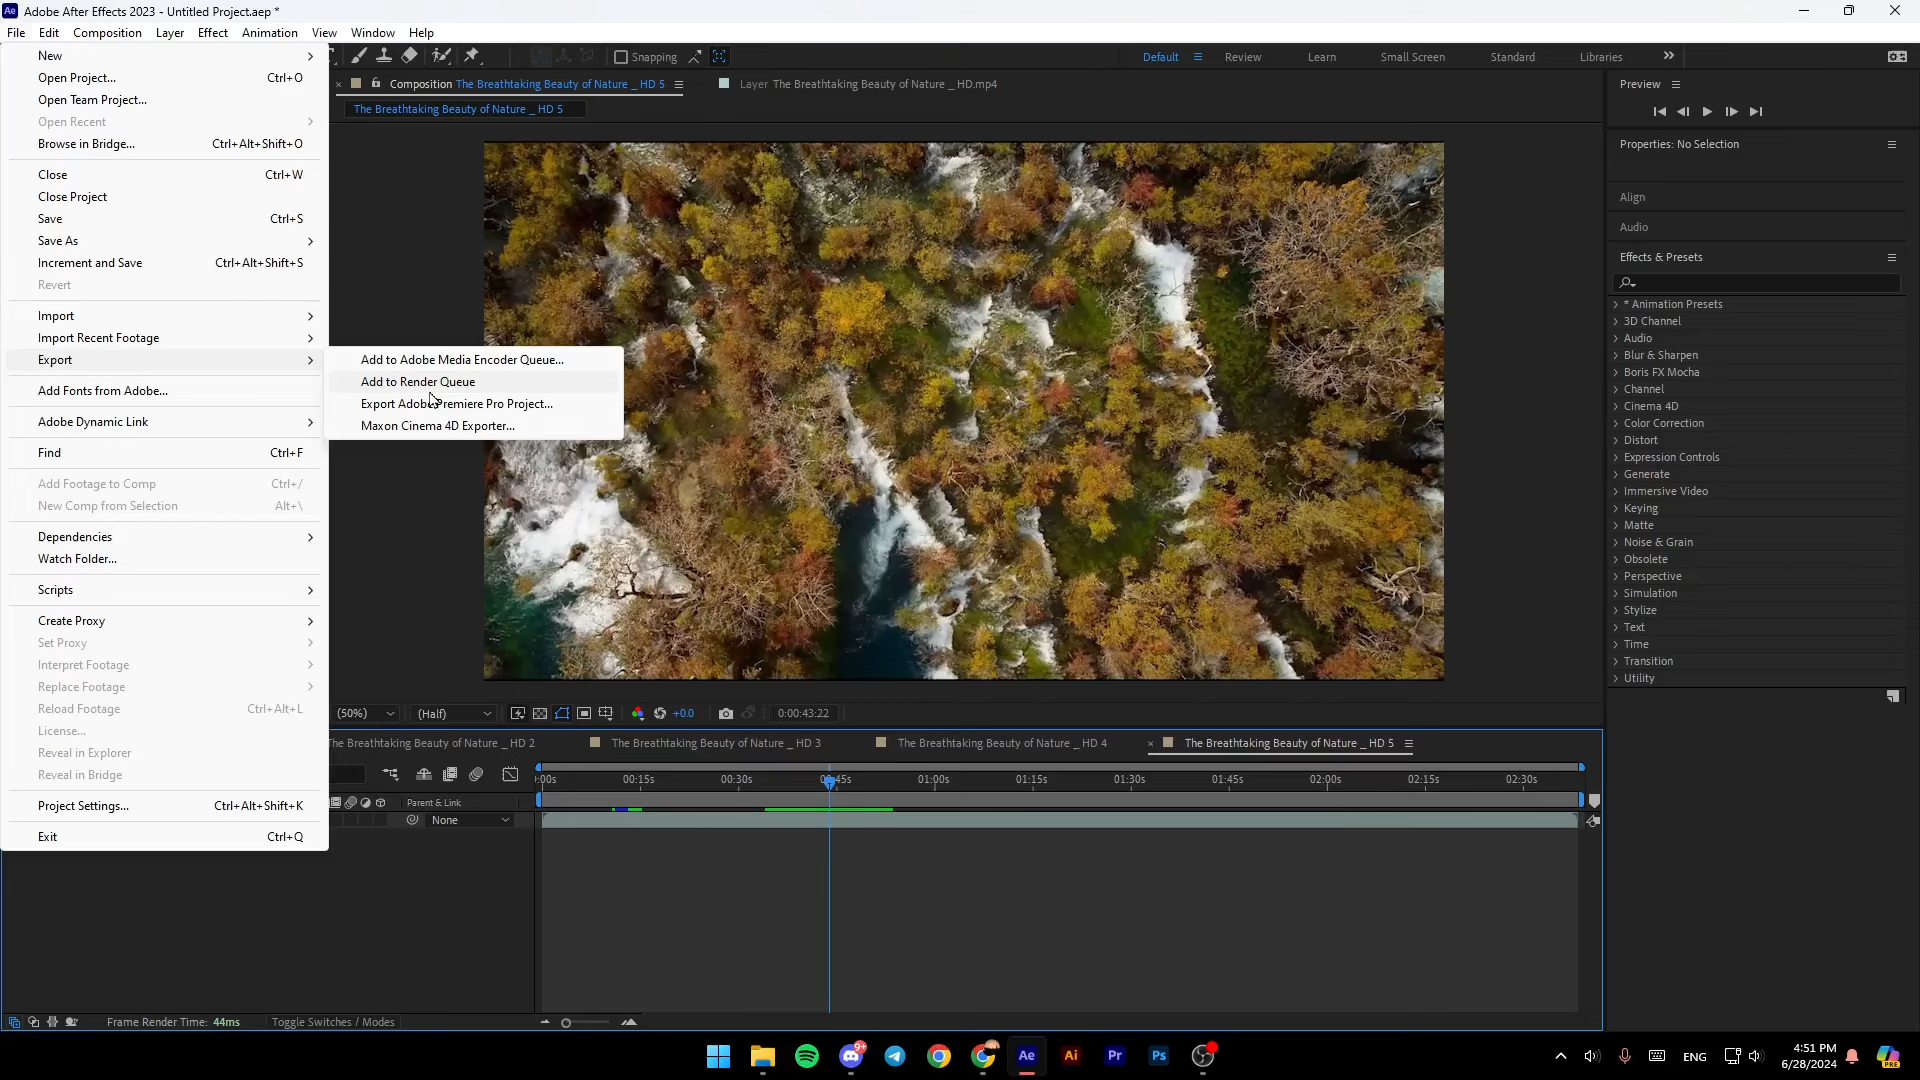 Adobe After Effects 2023 - Untitled Project.aep *
File Edit Composition Layer Effect Animation View Window Help
Snapping
Default Review Learn Small Screen Standard Libraries
New
Open Project... Ctrl+O
Open Team Project...
Open Recent
Browse in Bridge... Ctrl+Alt+Shift+O
Close Ctrl+W
Close Project
Save Ctrl+S
Save As
Increment and Save Ctrl+Alt+Shift+S
Revert
Import
Import Recent Footage
Export
Add Fonts from Adobe...
Adobe Dynamic Link
Find Ctrl+F
Add Footage to Comp Ctrl+/
New Comp from Selection Alt+\
Dependencies
Watch Folder...
Scripts
Create Proxy
Set Proxy
Interpret Footage
Replace Footage
Reload Footage Ctrl+Alt+L
License...
Reveal in Explorer
Reveal in Bridge
Project Settings... Ctrl+Alt+Shift+K
Exit Ctrl+Q
Add to Adobe Media Encoder Queue...
Add to Render Queue
Export Adobe Premiere Pro Project...
Maxon Cinema 4D Exporter...
Composition The Breathtaking Beauty of Nature _ HD 5
Layer The Breathtaking Beauty of Nature _ HD.mp4
The Breathtaking Beauty of Nature _ HD 5
(50%) (Half) +0.0 0:00:43:22
Preview
Properties: No Selection
Align
Audio
Effects & Presets
* Animation Presets
3D Channel
Audio
Blur & Sharpen
Boris FX Mocha
Channel
Cinema 4D
Color Correction
Distort
Expression Controls
Generate
Immersive Video
Keying
Matte
Noise & Grain
Obsolete
Perspective
Simulation
Stylize
Text
Time
Transition
Utility
The Breathtaking Beauty of Nature _ HD 2
The Breathtaking Beauty of Nature _ HD 3
The Breathtaking Beauty of Nature _ HD 4
The Breathtaking Beauty of Nature _ HD 5
:00s 00:15s 00:30s 00:45s 01:00s 01:15s 01:30s 01:45s 02:00s 02:15s 02:30s
Parent & Link
None
Frame Render Time: 44ms Toggle Switches / Modes
9+
Ae Ai Pr Ps
ENG
4:51 PM
6/28/2024
PRE